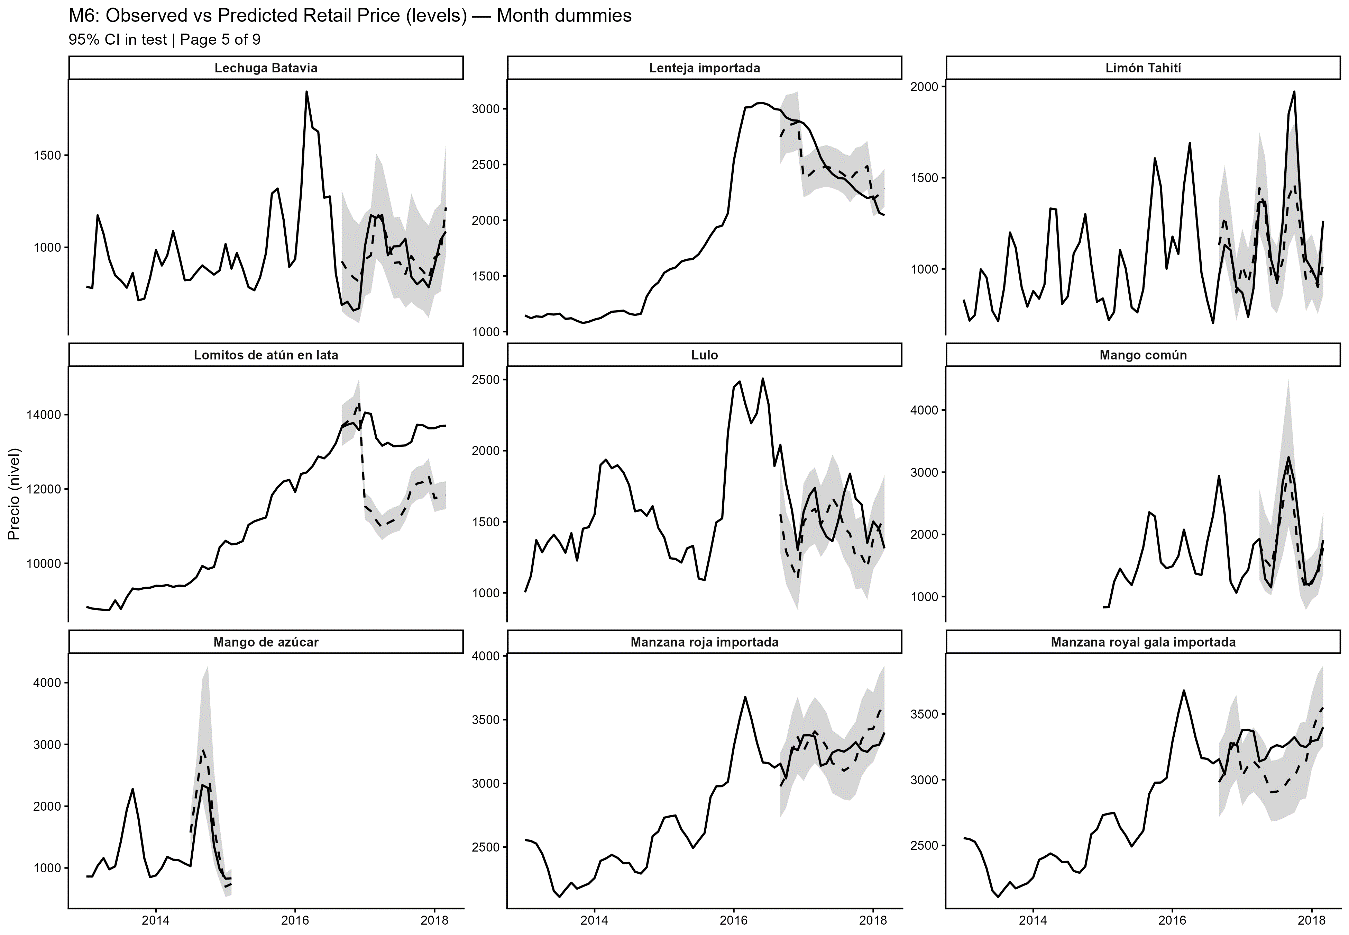 M6: Observed vs Predicted Retail Price (levels) — Month dummies
95% CI in test | Page 5 of 9
Lechuga Batavia
1500
1000
Lenteja importada
3000
2500
2000
1500
1000
Limón Tahití
2000
1500
1000
Precio (nivel)
Lomitos de atún en lata
14000
12000
10000
Lulo
2500
2000
1500
1000
Mango común
4000
3000
2000
1000
Mango de azúcar
4000
3000
2000
1000
2014 2016 2018
Manzana roja importada
4000
3500
3000
2500
2014 2016 2018
Manzana royal gala importada
3500
3000
2500
2014 2016 2018